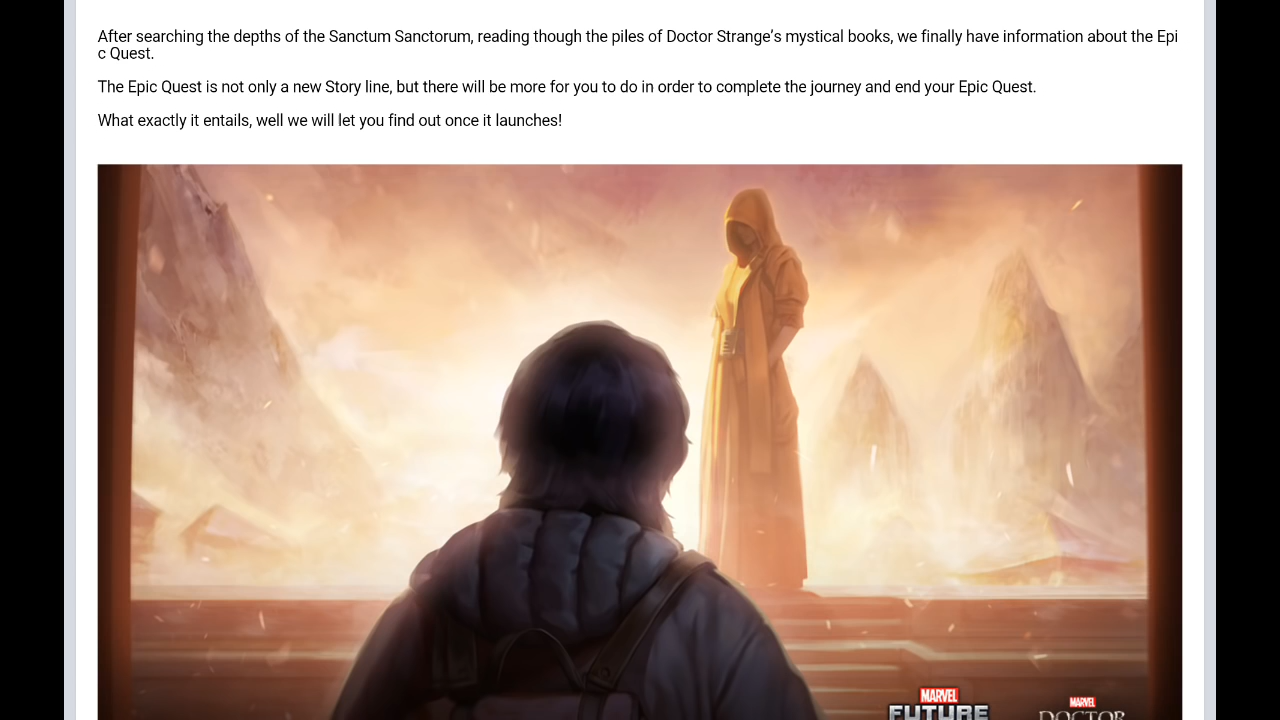 After searching the depths of the Sanctum Sanctorum, reading though the piles of Doctor Strange's mystical books, we finally have information about the Epi
c Quest.
The Epic Quest is not only a new Story line, but there will be more for you to do in order to complete the journey and end your Epic Quest.
What exactly it entails, well we will let you find out once it launches!
MARVEL
FUTURE
MARVEL
DOCTOR